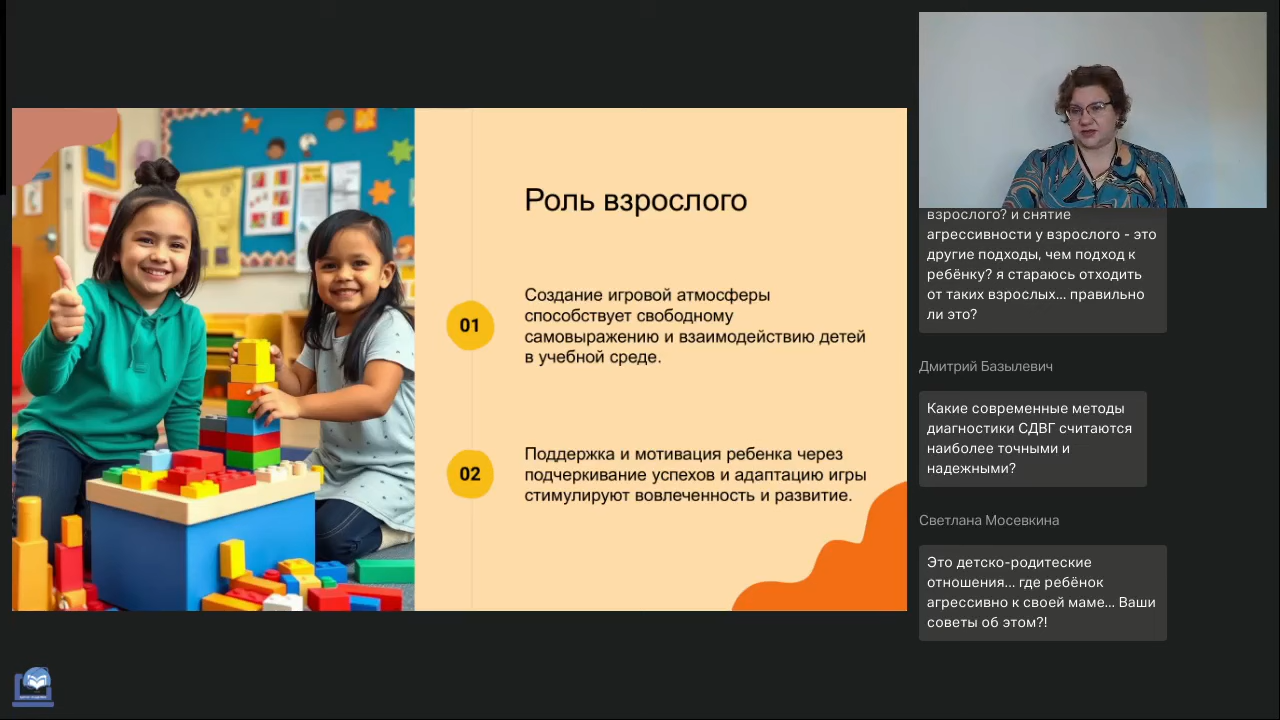 Роль взрослого
01
Создание игровой атмосферы
способствует свободному
самовыражению и взаимодействию детей
в учебной среде.
02
Поддержка и мотивация ребенка через
подчеркивание успехов и адаптацию игры
стимулируют вовлеченность и развитие.
взрослого? и снятие
агрессивности у взрослого - это
другие подходы, чем подход к
ребёнку? я стараюсь отходить
от таких взрослых... правильно
ли это?
Дмитрий Базылевич
Какие современные методы
диагностики СДВГ считаются
наиболее точными и
надежными?
Светлана Мосевкина
Это детско-родитеские
отношения... где ребёнок
агрессивно к своей маме... Ваши
советы об этом?!